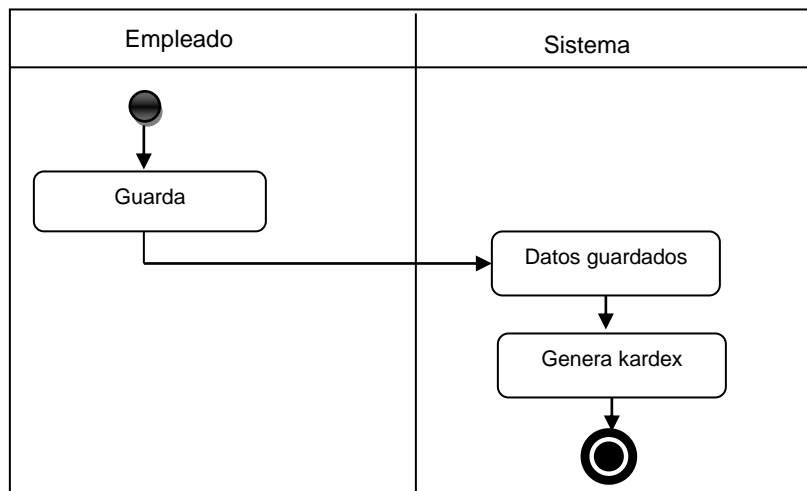 Empleado
Sistema
Guarda
Datos guardados
Genera kardex